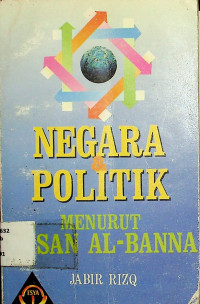 NEGARA
&
POLITIK
MENURUT
SAN AL-BANNA
JABIR RIZQ